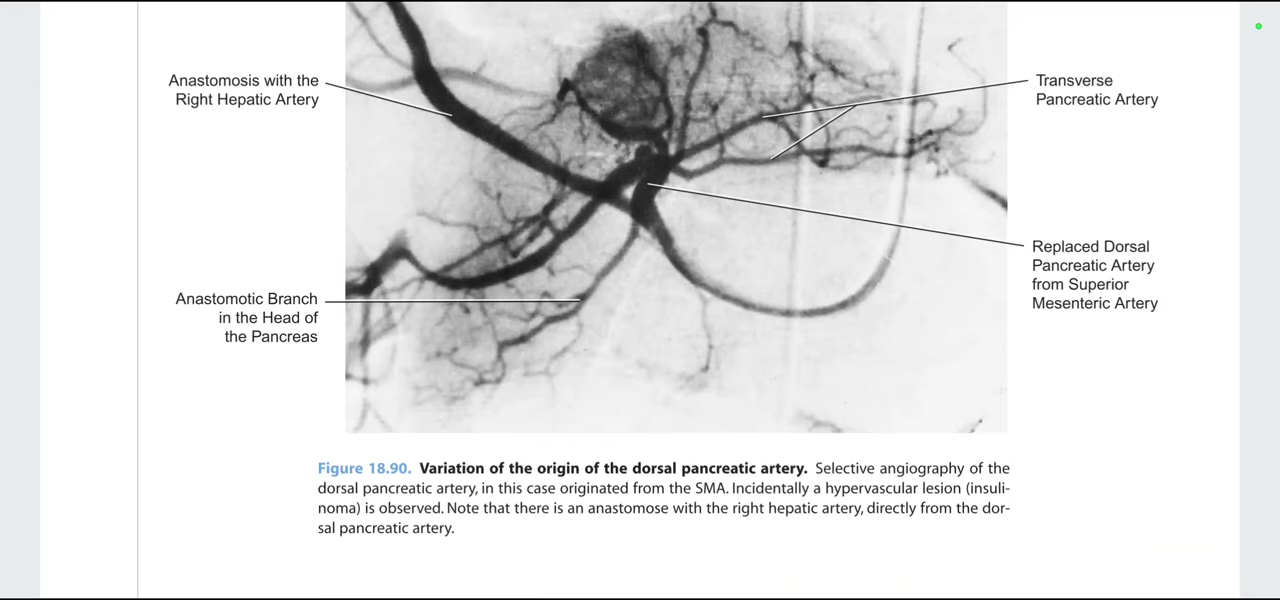 Anastomosis with the
Right Hepatic Artery
Transverse
Pancreatic Artery
Replaced Dorsal
Pancreatic Artery
from Superior
Mesenteric Artery
Anastomotic Branch
in the Head of
the Pancreas
Figure 18.90. Variation of the origin of the dorsal pancreatic artery. Selective angiography of the
dorsal pancreatic artery, in this case originated from the SMA. Incidentally a hypervascular lesion (insuli-
noma) is observed. Note that there is an anastomose with the right hepatic artery, directly from the dor-
sal pancreatic artery.